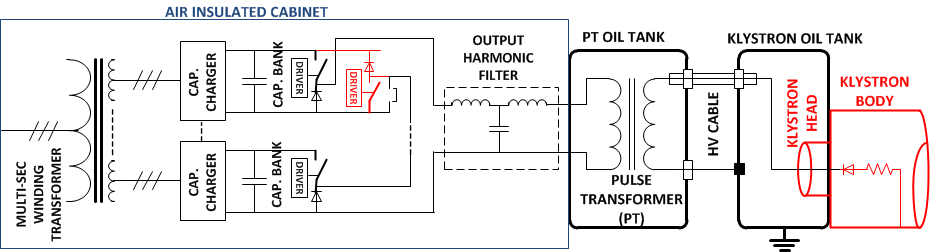 AIR INSULATED CABINET
MULTI-SEC
WINDING
TRANSFORMER
CAP.
CHARGER
CAP. BANK
DRIVER
DRIVER
CAP.
CHARGER
CAP. BANK
DRIVER
OUTPUT
HARMONIC
FILTER
PT OIL TANK
PULSE
TRANSFORMER
(PT)
HV CABLE
KLYSTRON OIL TANK
KLYSTRON
HEAD
KLYSTRON
BODY